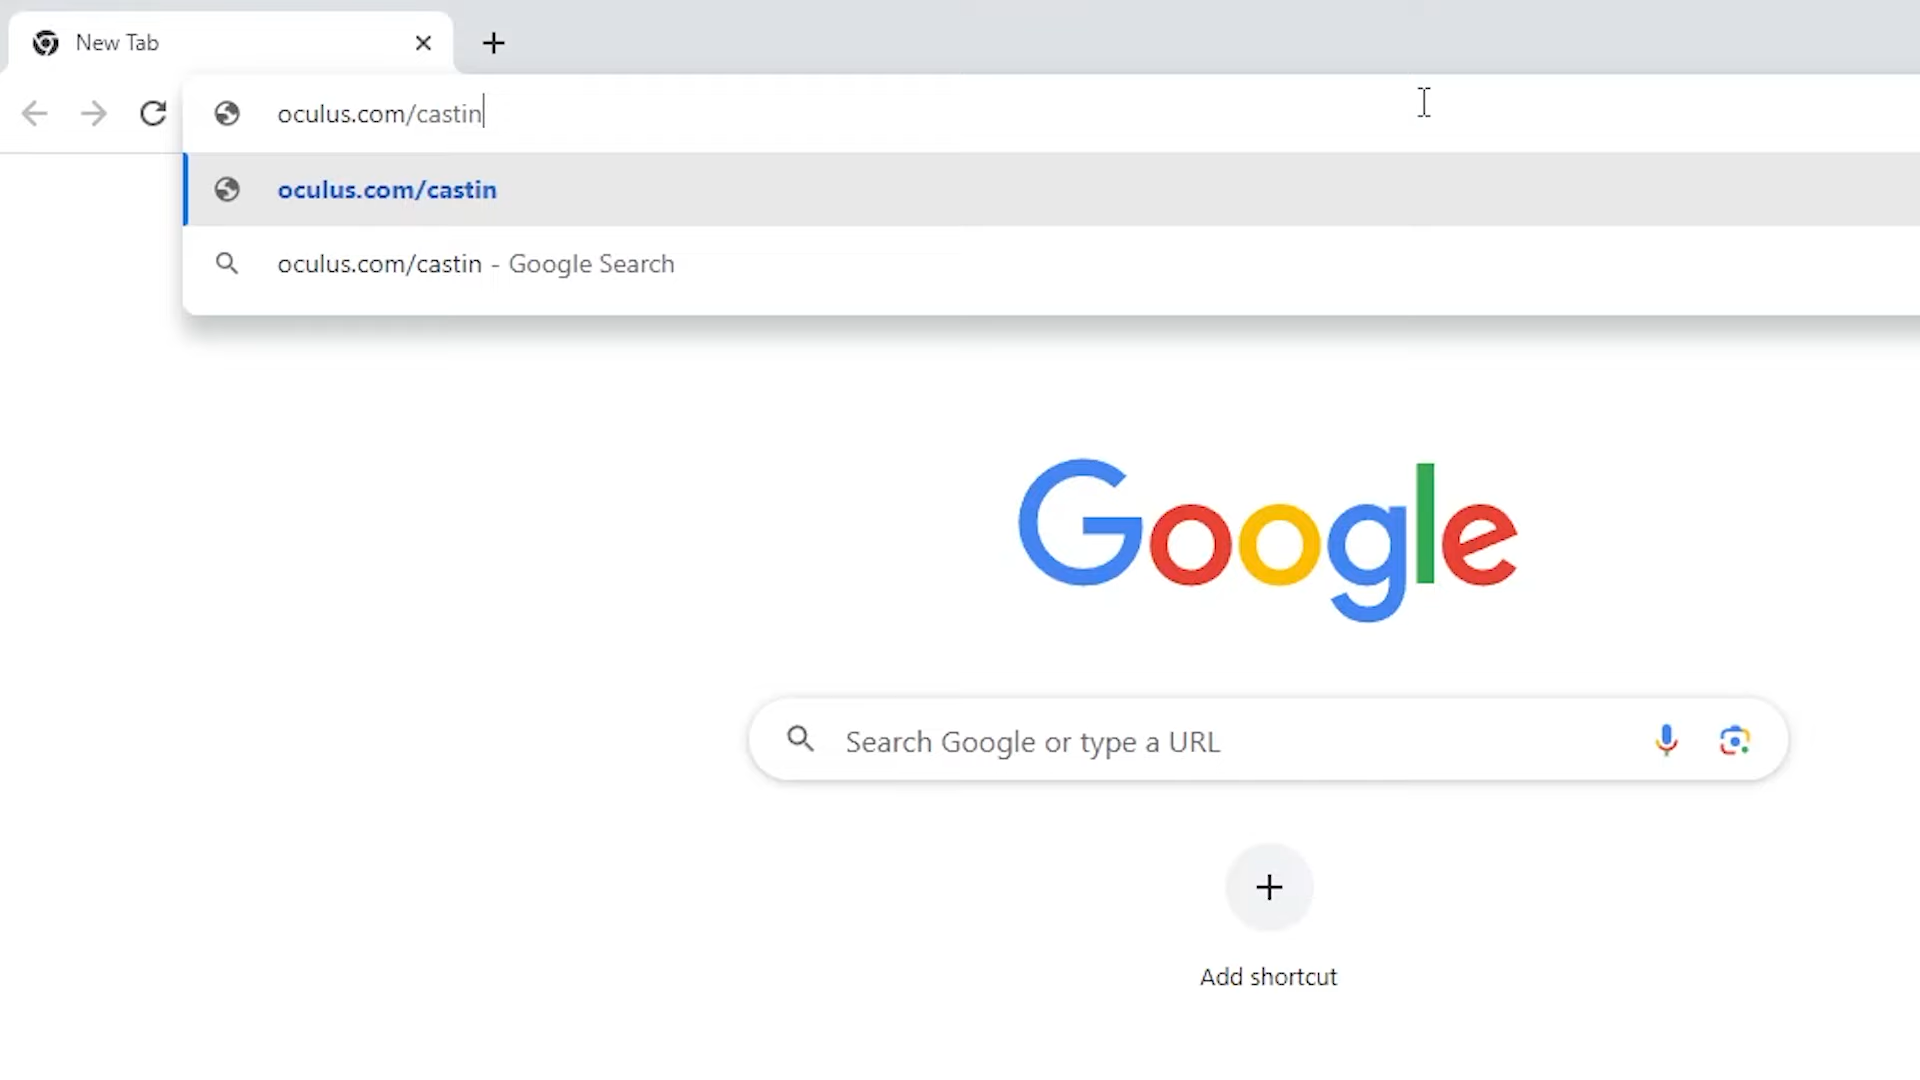 New Tab
oculus.com/castin
oculus.com/castin
oculus.com/castin - Google Search
Google
Search Google or type a URL
Add shortcut